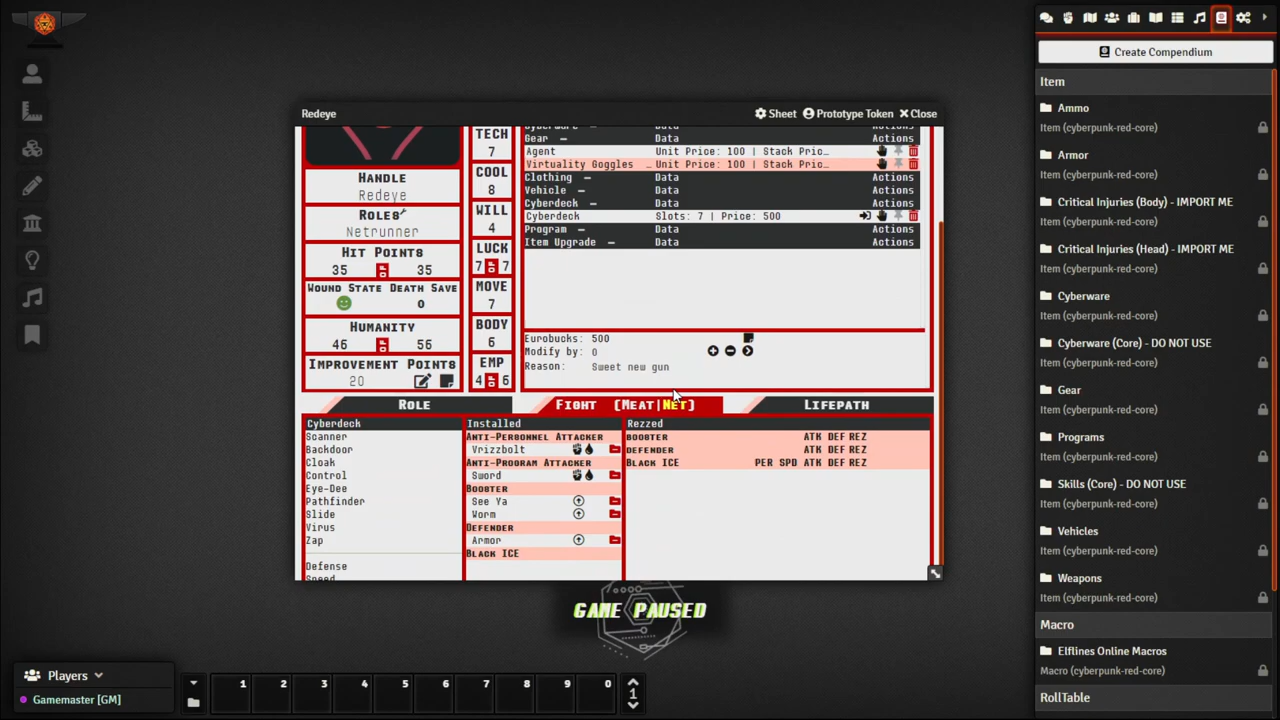 Redeye
Sheet
Prototype Token
Close
HANDLE
Redeye
ROLES
Netrunner
HIT POINTS
35 35
WOUND STATE DEATH SAVE
0
HUMANITY
46 56
IMPROVEMENT POINTS
20
TECH
7
COOL
8
WILL
4
LUCK
7 7
MOVE
7
BODY
6
EMP
4 6
Cyberware – Data Actions
Gear – Data Actions
Agent Unit Price: 100 | Stack Pric…
Virtuality Goggles … Unit Price: 100 | Stack Pric…
Clothing – Data Actions
Vehicle – Data Actions
Cyberdeck – Data Actions
Cyberdeck Slots: 7 | Price: 500
Program – Data Actions
Item Upgrade – Data Actions
Eurobucks: 500
Modify by: 0
Reason: Sweet new gun
ROLE
FIGHT [MEAT|NET]
LIFEPATH
Cyberdeck
Scanner
Backdoor
Cloak
Control
Eye-Dee
Pathfinder
Slide
Virus
Zap
Defense
Speed
Installed
ANTI-PERSONNEL ATTACKER
Vrizzbolt
ANTI-PROGRAM ATTACKER
Sword
BOOSTER
See Ya
Worm
DEFENDER
Armor
BLACK ICE
Rezzed
BOOSTER ATK DEF REZ
DEFENDER ATK DEF REZ
BLACK ICE PER SPD ATK DEF REZ
GAME PAUSED
Players
Gamemaster [GM]
1 2 3 4 5 6 7 8 9 0
1
Create Compendium
Item
Ammo
Item (cyberpunk-red-core)
Armor
Item (cyberpunk-red-core)
Critical Injuries (Body) - IMPORT ME
Item (cyberpunk-red-core)
Critical Injuries (Head) - IMPORT ME
Item (cyberpunk-red-core)
Cyberware
Item (cyberpunk-red-core)
Cyberware (Core) - DO NOT USE
Item (cyberpunk-red-core)
Gear
Item (cyberpunk-red-core)
Programs
Item (cyberpunk-red-core)
Skills (Core) - DO NOT USE
Item (cyberpunk-red-core)
Vehicles
Item (cyberpunk-red-core)
Weapons
Item (cyberpunk-red-core)
Macro
Elflines Online Macros
Macro (cyberpunk-red-core)
RollTable